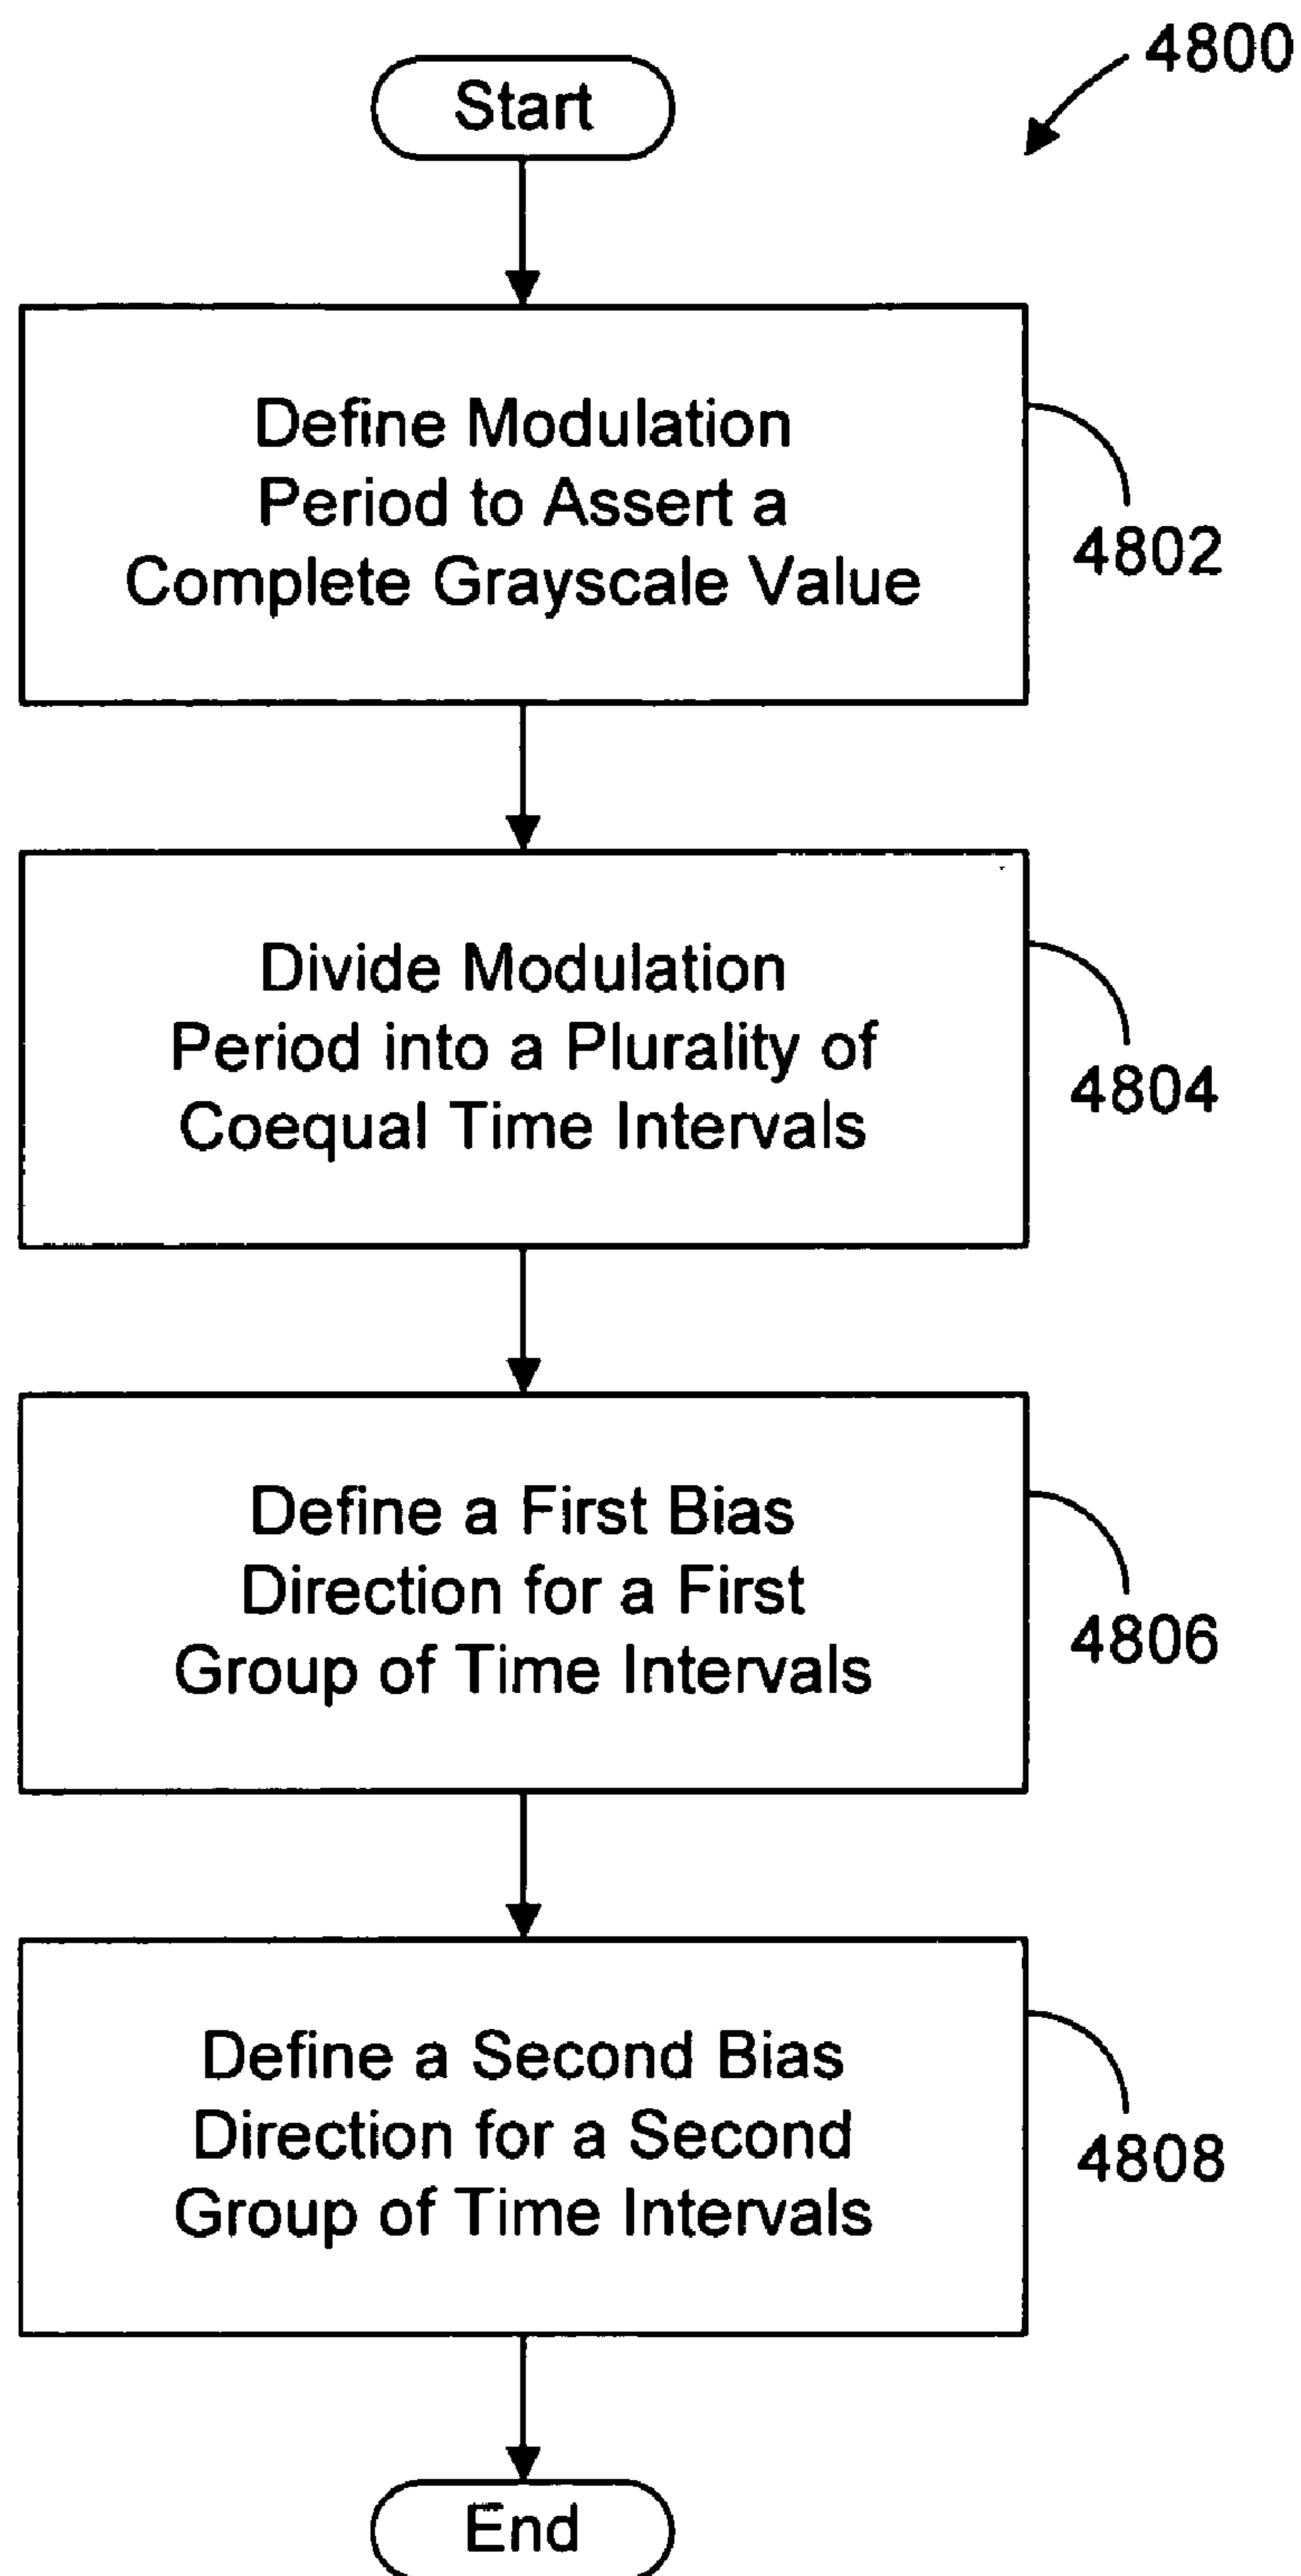 4800
Start
Define Modulation
Period to Assert a
Complete Grayscale Value
4802
Divide Modulation
Period into a Plurality of
Coequal Time Intervals
4804
Define a First Bias
Direction for a First
Group of Time Intervals
4806
Define a Second Bias
Direction for a Second
Group of Time Intervals
4808
End